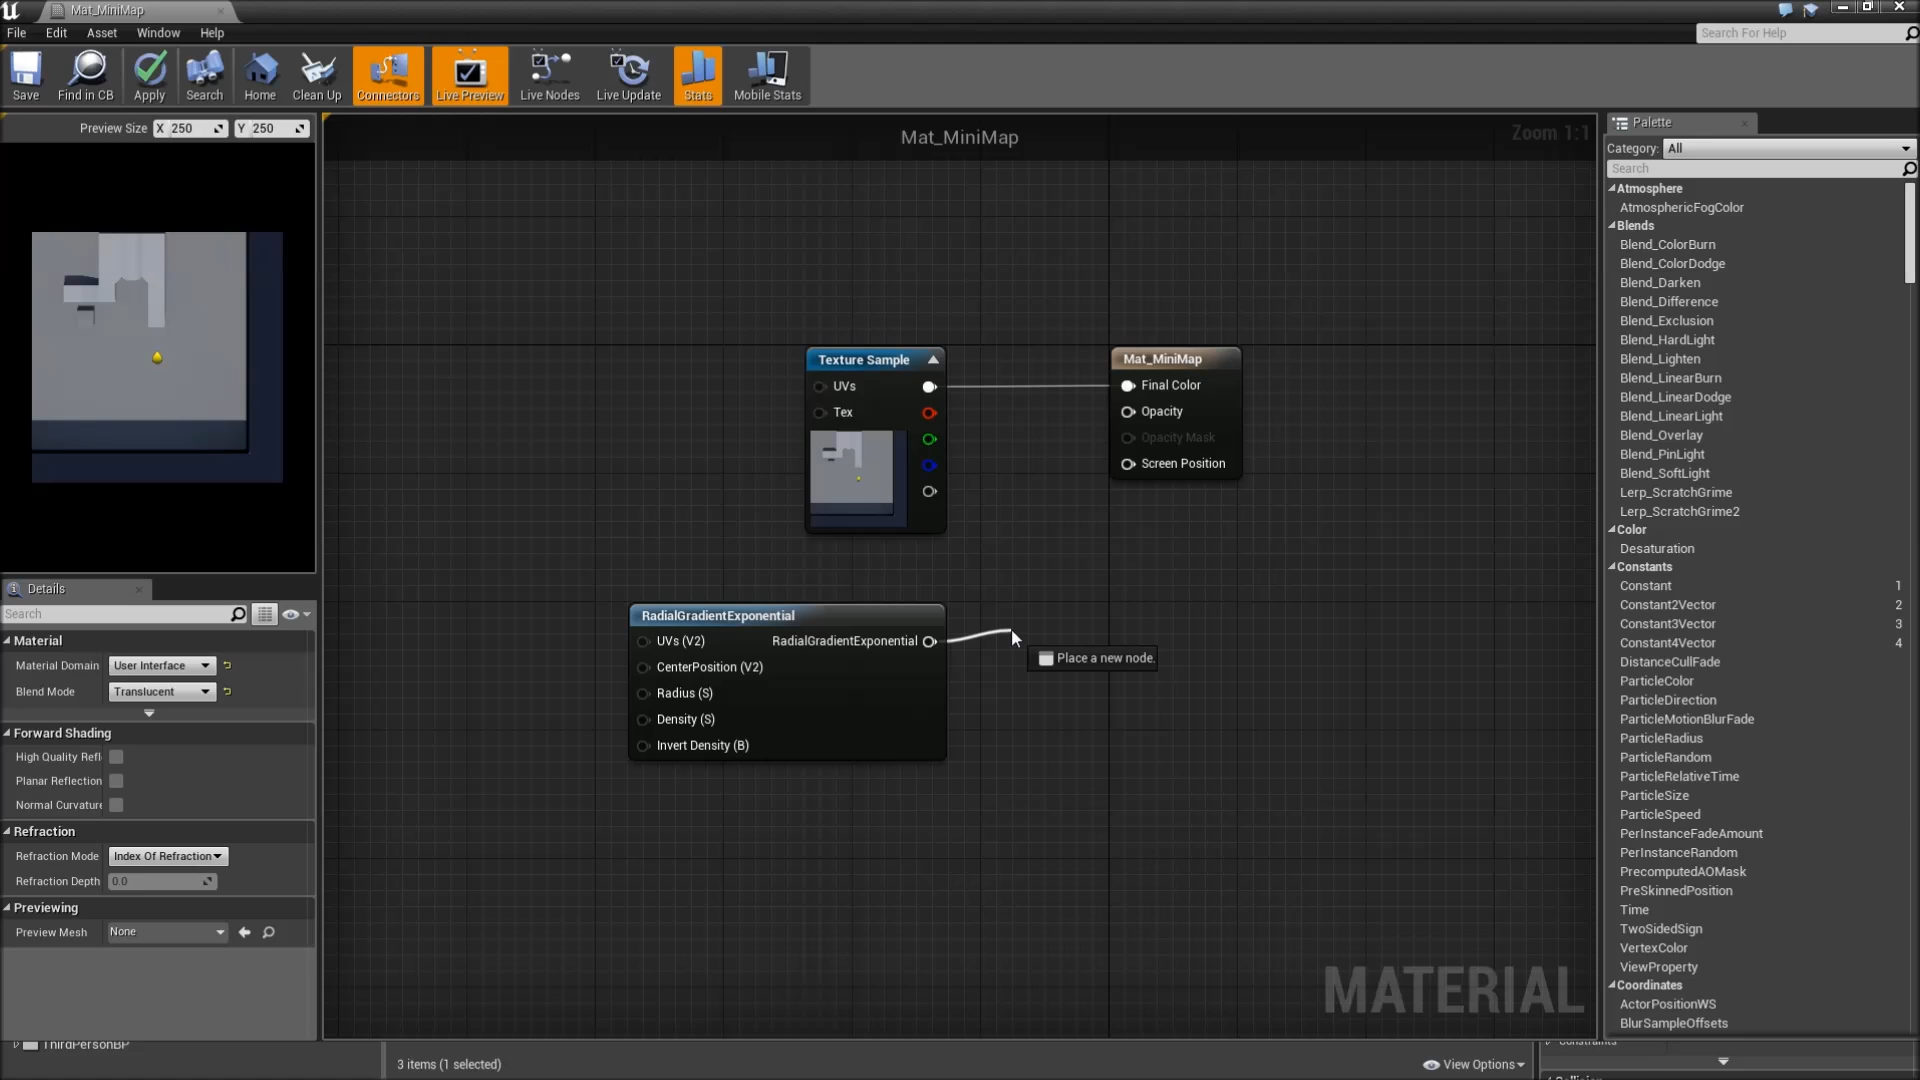 Mat_MiniMap
File Edit Asset Window Help
Search For Help
Save Find in CB Apply Search Home Clean Up Connectors Live Preview Live Nodes Live Update Stats Mobile Stats
Preview Size X 250 Y 250
Mat_MiniMap
Zoom 1:1
Texture Sample
UVs
Tex
Mat_MiniMap
Final Color
Opacity
Opacity Mask
Screen Position
RadialGradientExponential
UVs (V2) RadialGradientExponential
CenterPosition (V2)
Radius (S)
Density (S)
Invert Density (B)
Place a new node.
MATERIAL
Details
Search
Material
Material Domain User Interface
Blend Mode Translucent
Forward Shading
High Quality Refl
Planar Reflection
Normal Curvature
Refraction
Refraction Mode Index Of Refraction
Refraction Depth 0.0
Previewing
Preview Mesh None
ThirdPersonBP
3 items (1 selected)
View Options
Palette
Category: All
Search
Atmosphere
AtmosphericFogColor
Blends
Blend_ColorBurn
Blend_ColorDodge
Blend_Darken
Blend_Difference
Blend_Exclusion
Blend_HardLight
Blend_Lighten
Blend_LinearBurn
Blend_LinearDodge
Blend_LinearLight
Blend_Overlay
Blend_PinLight
Blend_SoftLight
Lerp_ScratchGrime
Lerp_ScratchGrime2
Color
Desaturation
Constants
Constant 1
Constant2Vector 2
Constant3Vector 3
Constant4Vector 4
DistanceCullFade
ParticleColor
ParticleDirection
ParticleMotionBlurFade
ParticleRadius
ParticleRandom
ParticleRelativeTime
ParticleSize
ParticleSpeed
PerInstanceFadeAmount
PerInstanceRandom
PrecomputedAOMask
PreSkinnedPosition
Time
TwoSidedSign
VertexColor
ViewProperty
Coordinates
ActorPositionWS
BlurSampleOffsets